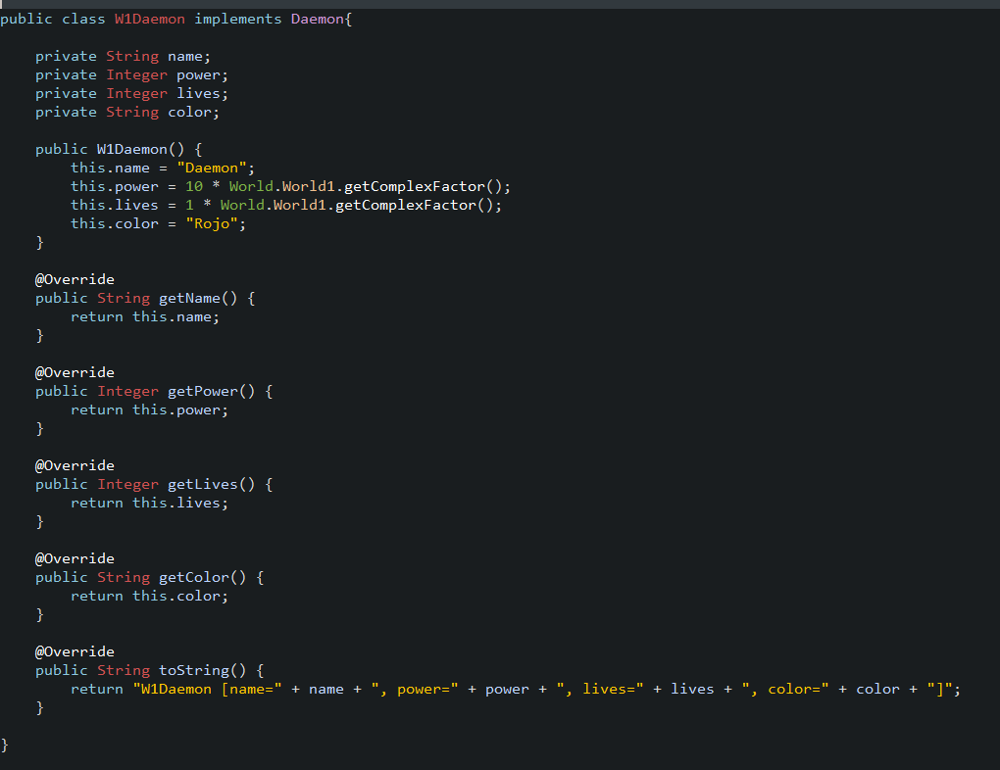 public class W1Daemon implements Daemon{
    private String name;
    private Integer power;
    private Integer lives;
    private String color;
    public W1Daemon() {
        this.name = "Daemon";
        this.power = 10 * World.World1.getComplexFactor();
        this.lives = 1 * World.World1.getComplexFactor();
        this.color = "Rojo";
    }
    @Override
    public String getName() {
        return this.name;
    }
    @Override
    public Integer getPower() {
        return this.power;
    }
    @Override
    public Integer getLives() {
        return this.lives;
    }
    @Override
    public String getColor() {
        return this.color;
    }
    @Override
    public String toString() {
        return "W1Daemon [name=" + name + ", power=" + power + ", lives=" + lives + ", color=" + color + "]";
    }
}